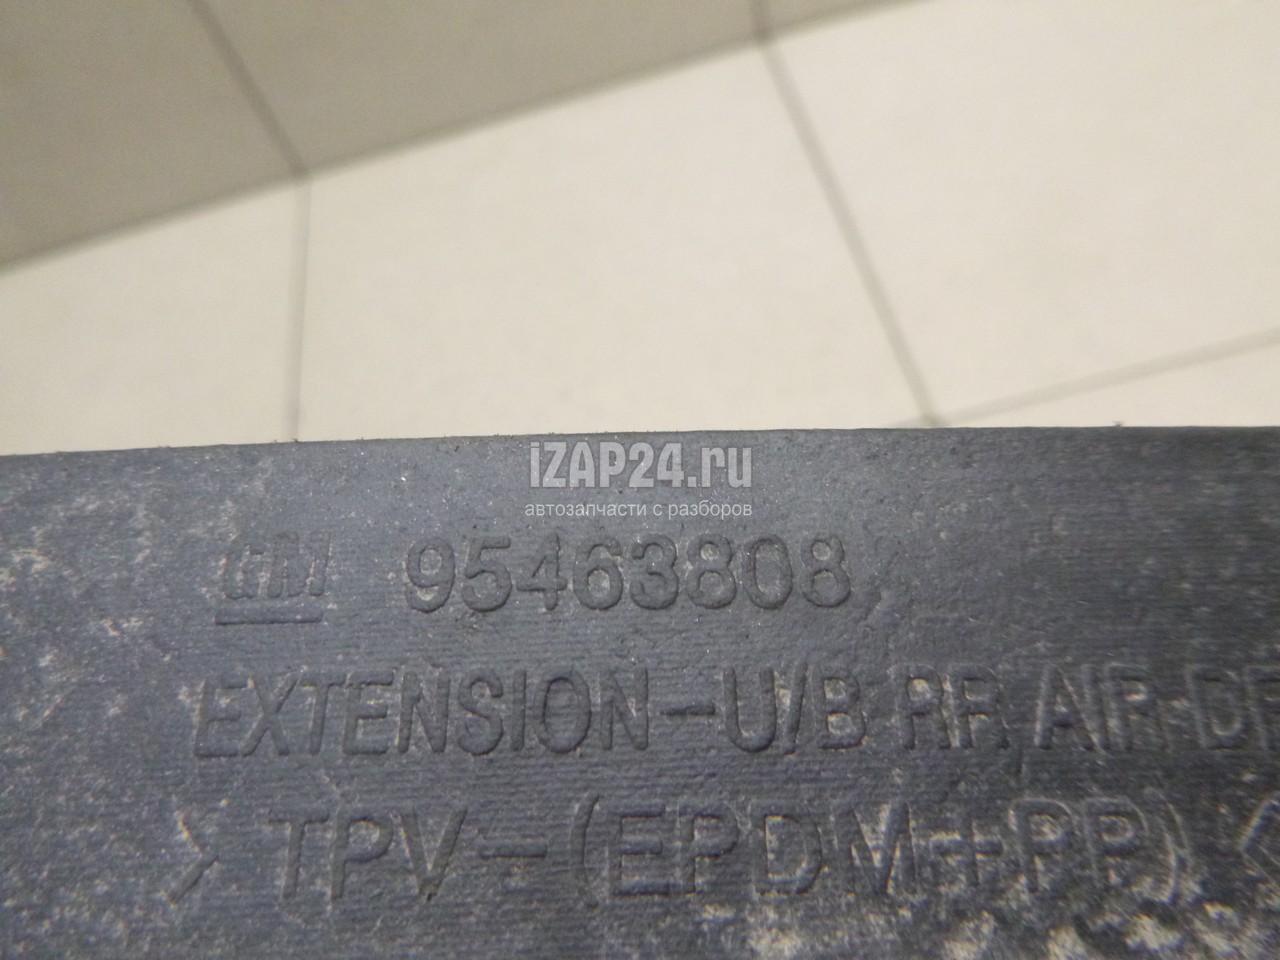 iZAP24.ru
автозапчасти с разборов
GM 95463808
EXTENSION-U/B RR AIR
>TPV-(EPDM+PP)<